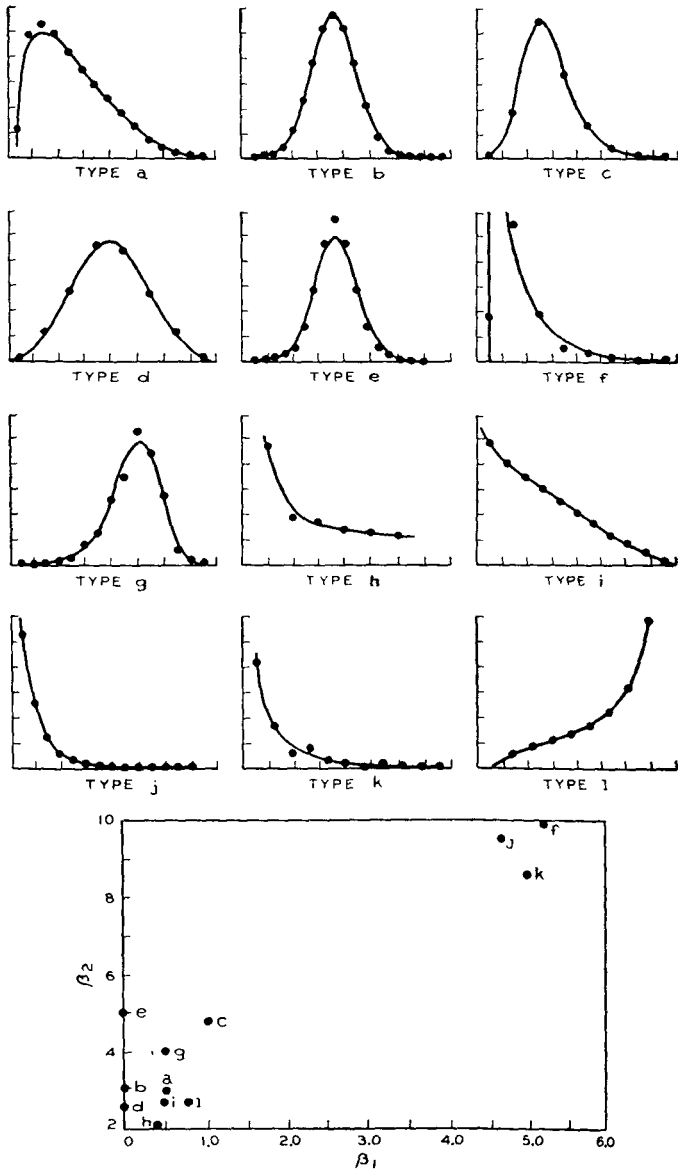 TYPE a TYPE b TYPE c
TYPE d TYPE e TYPE f
TYPE g TYPE h TYPE i
TYPE j TYPE k TYPE l
10
f
J
k
8
6
β2
e
c
4
g
a
b
d
i
l
2
h
0 1.0 2.0 3.0 4.0 5.0 6.0
β1